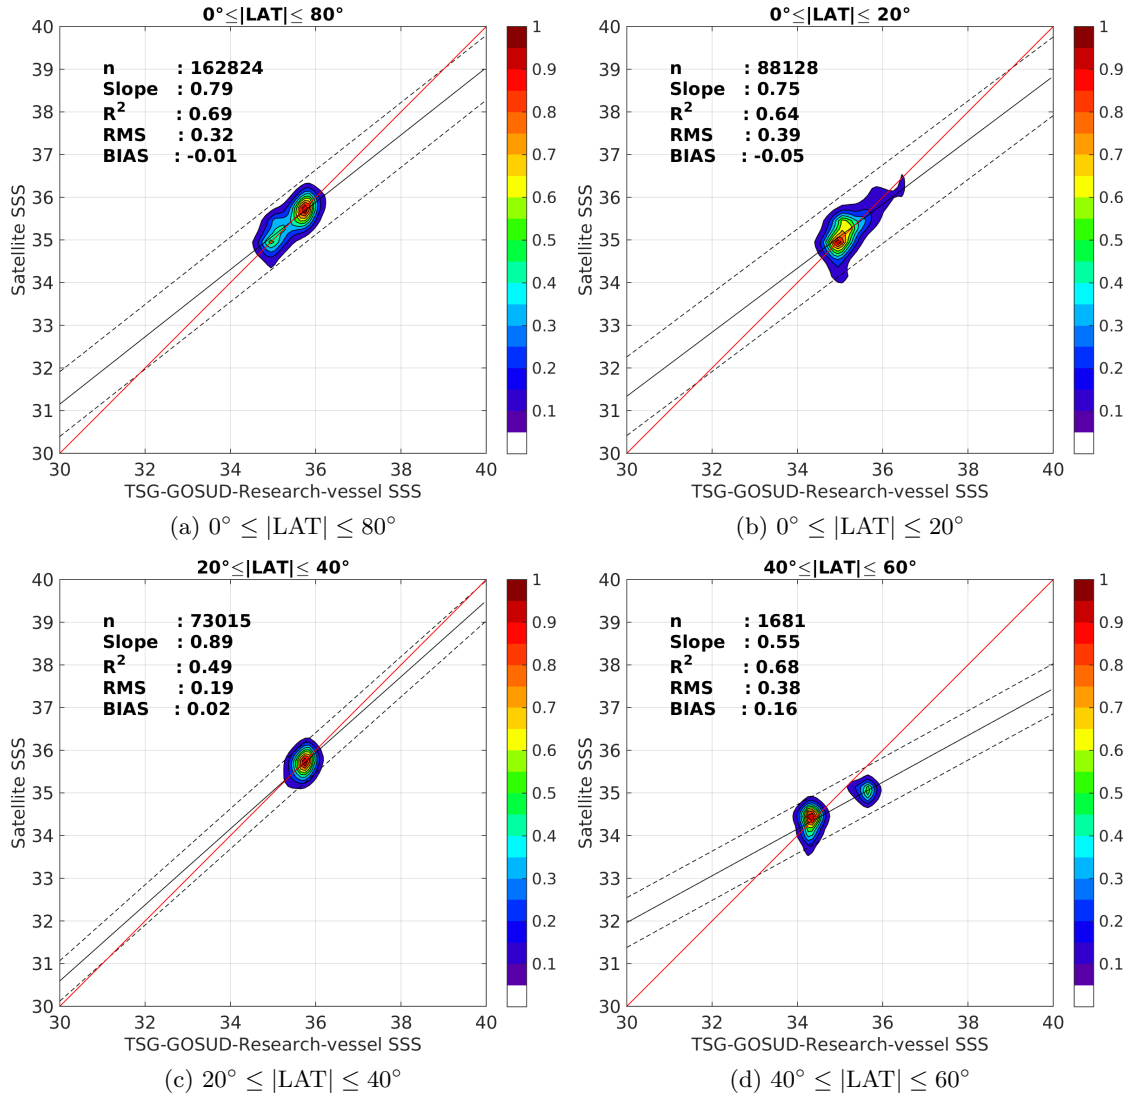 0°≤|LAT|≤ 80°
n : 162824
Slope : 0.79
R2 : 0.69
RMS : 0.32
BIAS : -0.01
40
39
38
37
36
35
34
33
32
31
30
30 32 34 36 38 40
Satellite SSS
TSG-GOSUD-Research-vessel SSS
1
0.9
0.8
0.7
0.6
0.5
0.4
0.3
0.2
0.1
(a) 0° ≤ |LAT| ≤ 80°
0°≤|LAT|≤ 20°
n : 88128
Slope : 0.75
R2 : 0.64
RMS : 0.39
BIAS : -0.05
40
39
38
37
36
35
34
33
32
31
30
30 32 34 36 38 40
Satellite SSS
TSG-GOSUD-Research-vessel SSS
1
0.9
0.8
0.7
0.6
0.5
0.4
0.3
0.2
0.1
(b) 0° ≤ |LAT| ≤ 20°
20°≤|LAT|≤ 40°
n : 73015
Slope : 0.89
R2 : 0.49
RMS : 0.19
BIAS : 0.02
40
39
38
37
36
35
34
33
32
31
30
30 32 34 36 38 40
Satellite SSS
TSG-GOSUD-Research-vessel SSS
1
0.9
0.8
0.7
0.6
0.5
0.4
0.3
0.2
0.1
(c) 20° ≤ |LAT| ≤ 40°
40°≤|LAT|≤ 60°
n : 1681
Slope : 0.55
R2 : 0.68
RMS : 0.38
BIAS : 0.16
40
39
38
37
36
35
34
33
32
31
30
30 32 34 36 38 40
Satellite SSS
TSG-GOSUD-Research-vessel SSS
1
0.9
0.8
0.7
0.6
0.5
0.4
0.3
0.2
0.1
(d) 40° ≤ |LAT| ≤ 60°